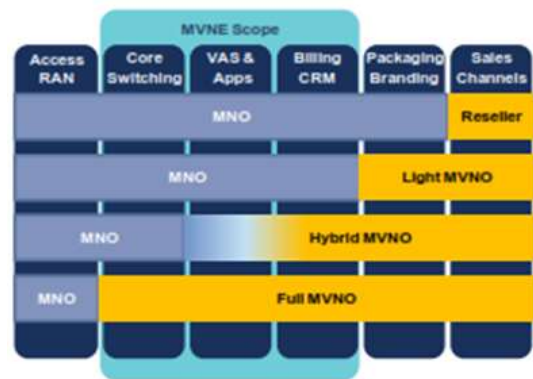 MVNE Scope
Access
RAN
Core
Switching
VAS &
Apps
Billing
CRM
Packaging
Branding
Sales
Channels
MNO
Reseller
MNO
Light MVNO
MNO
Hybrid MVNO
MNO
Full MVNO